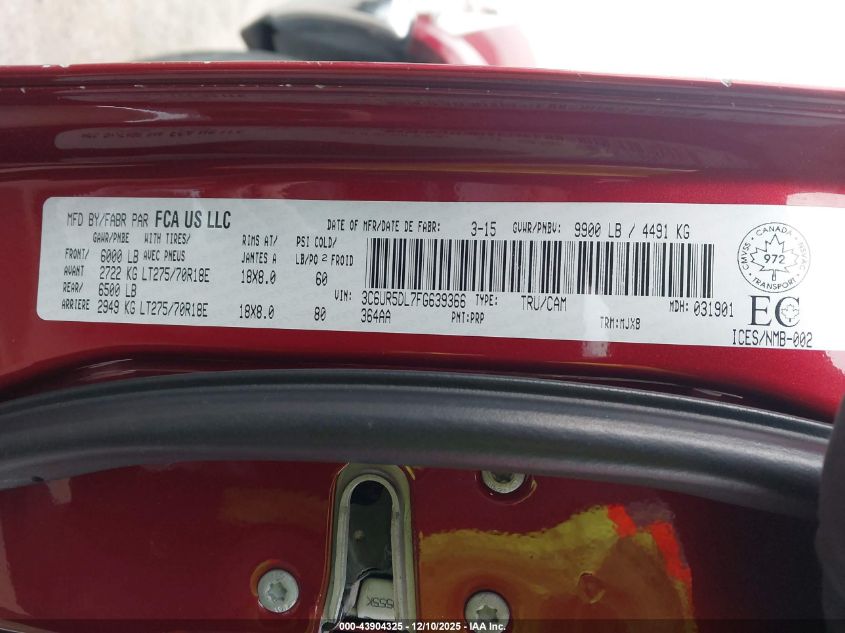 MFD BY/FABR PAR FCA US LLC DATE OF MFR/DATE DE FABR: 3-15 GVWR/PNBV: 9900 LB / 4491 KG
GAWR/PNBE WITH TIRES/ RIMS AT/ PSI COLD/
FRONT/ 6000 LB AVEC PNEUS JANTES A LB/PO 2 FROID
AVANT 2722 KG LT275/70R18E 18X8.0 60
REAR/ 6500 LB
ARRIERE 2949 KG LT275/70R18E 18X8.0 80
VIN: 3C6UR5DL7FG639366 TYPE: TRU/CAM MDH: 031901
364AA PNT:PRP TRM:MJX8
CMVSS CANADA NSVAC
972
TRANSPORT
EC
ICES/NMB-002
555K
000-43904325 - 12/10/2025 - IAA Inc.